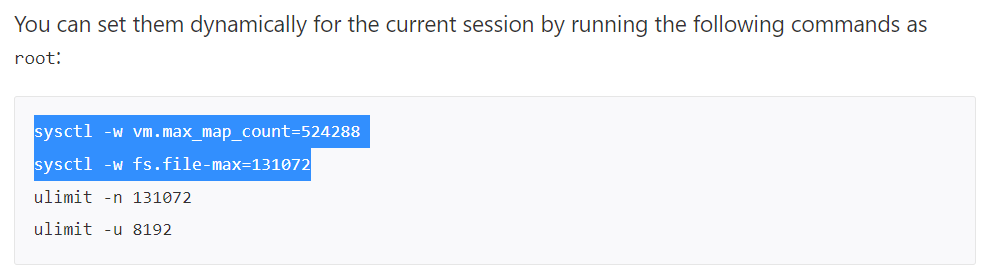 You can set them dynamically for the current session by running the following commands as
root:
sysctl -w vm.max_map_count=524288
sysctl -w fs.file-max=131072
ulimit -n 131072
ulimit -u 8192